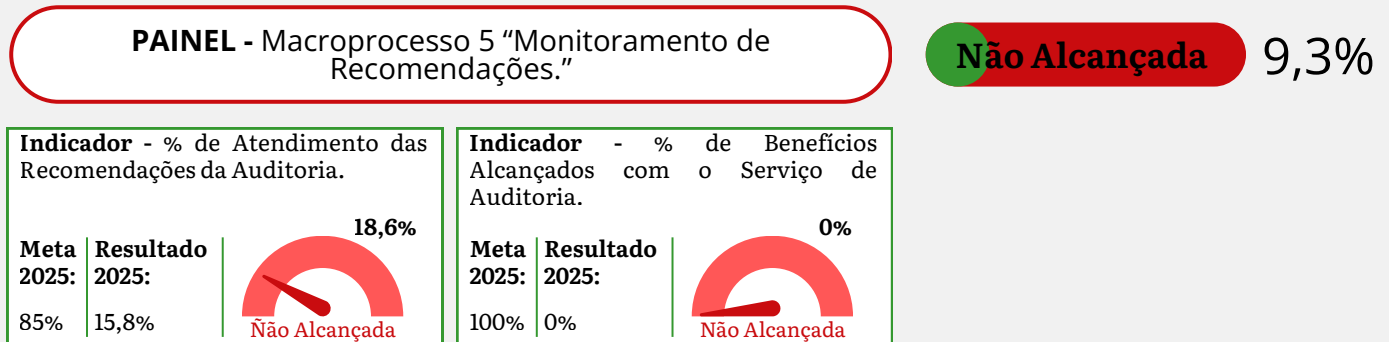 PAINEL - Macroprocesso 5 “Monitoramento de
Recomendações.”
Não Alcançada
9,3%
Indicador - % de Atendimento das
Recomendações da Auditoria.
18,6%
Meta
2025:
Resultado
2025:
85%
15,8%
Ñão Alcançada
Indicador - % de Benefícios
Alcançados com o Serviço de
Auditoria.
0%
Meta
2025:
Resultado
2025:
100%
0%
Não Alcançada